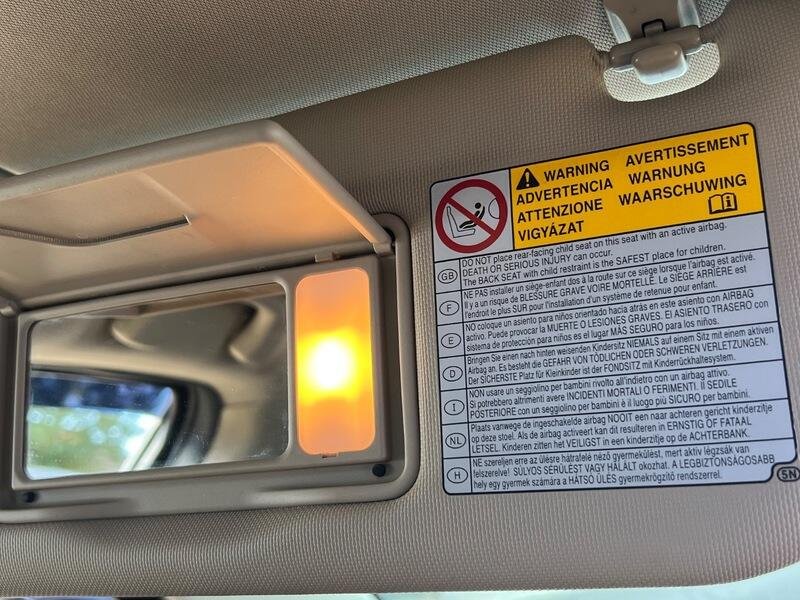 WARNING AVERTISSEMENT
ADVERTENCIA WARNUNG
ATTENZIONE WAARSCHUWING
VIGYÁZAT
GB DO NOT place rear-facing child seat on this seat with an active airbag.
DEATH OR SERIOUS INJURY can occur.
The BACK SEAT with child restraint is the SAFEST place for children.
F NE PAS installer un siège-enfant dos à la route sur ce siège lorsque l'airbag est activé.
Il y a un risque de BLESSURE GRAVE VOIRE MORTELLE. Le SIÈGE ARRIÈRE est
l'endroit le plus SUR pour l'installation d'un système de retenue pour enfant.
E NO coloque un asiento para niños orientado hacia atrás en este asiento con AIRBAG
activo. Puede provocar la MUERTE O LESIONES GRAVES. El ASIENTO TRASERO con
sistema de protección para niños es el lugar MÁS SEGURO para los niños.
D Bringen Sie einen nach hinten weisenden Kindersitz NIEMALS auf einem Sitz mit einem aktiven
Airbag an. Es besteht die GEFAHR VON TÖDLICHEN ODER SCHWEREN VERLETZUNGEN.
Der SICHERSTE Platz für Kleinkinder ist der FONDSITZ mit Kinderrückhaltesystem.
I NON usare un seggiolino per bambini rivolto all'indietro con un airbag attivo.
Si potrebbero altrimenti avere INCIDENTI MORTALI O FERIMENTI. Il SEDILE
POSTERIORE con un seggiolino per bambini è il luogo più SICURO per bambini.
NL Plaats vanwege de ingeschakelde airbag NOOIT een naar achteren gericht kinderzitje
op deze stoel. Als de airbag activeert kan dit resulteren in ERNSTIG OF FATAAL
LETSEL. Kinderen zitten het VEILIGST in een kinderzitje op de ACHTERBANK.
H NE szereljen erre az ülésre hátrafelé néző gyermekülést, mert aktív légzsák van
felszerelve! SÚLYOS SÉRÜLÉST VAGY HALÁLT okozhat. A LEGBIZTONSÁGOSABB
hely egy gyermek számára a HÁTSÓ ÜLÉS gyermekrögzítő rendszerrel.
SN